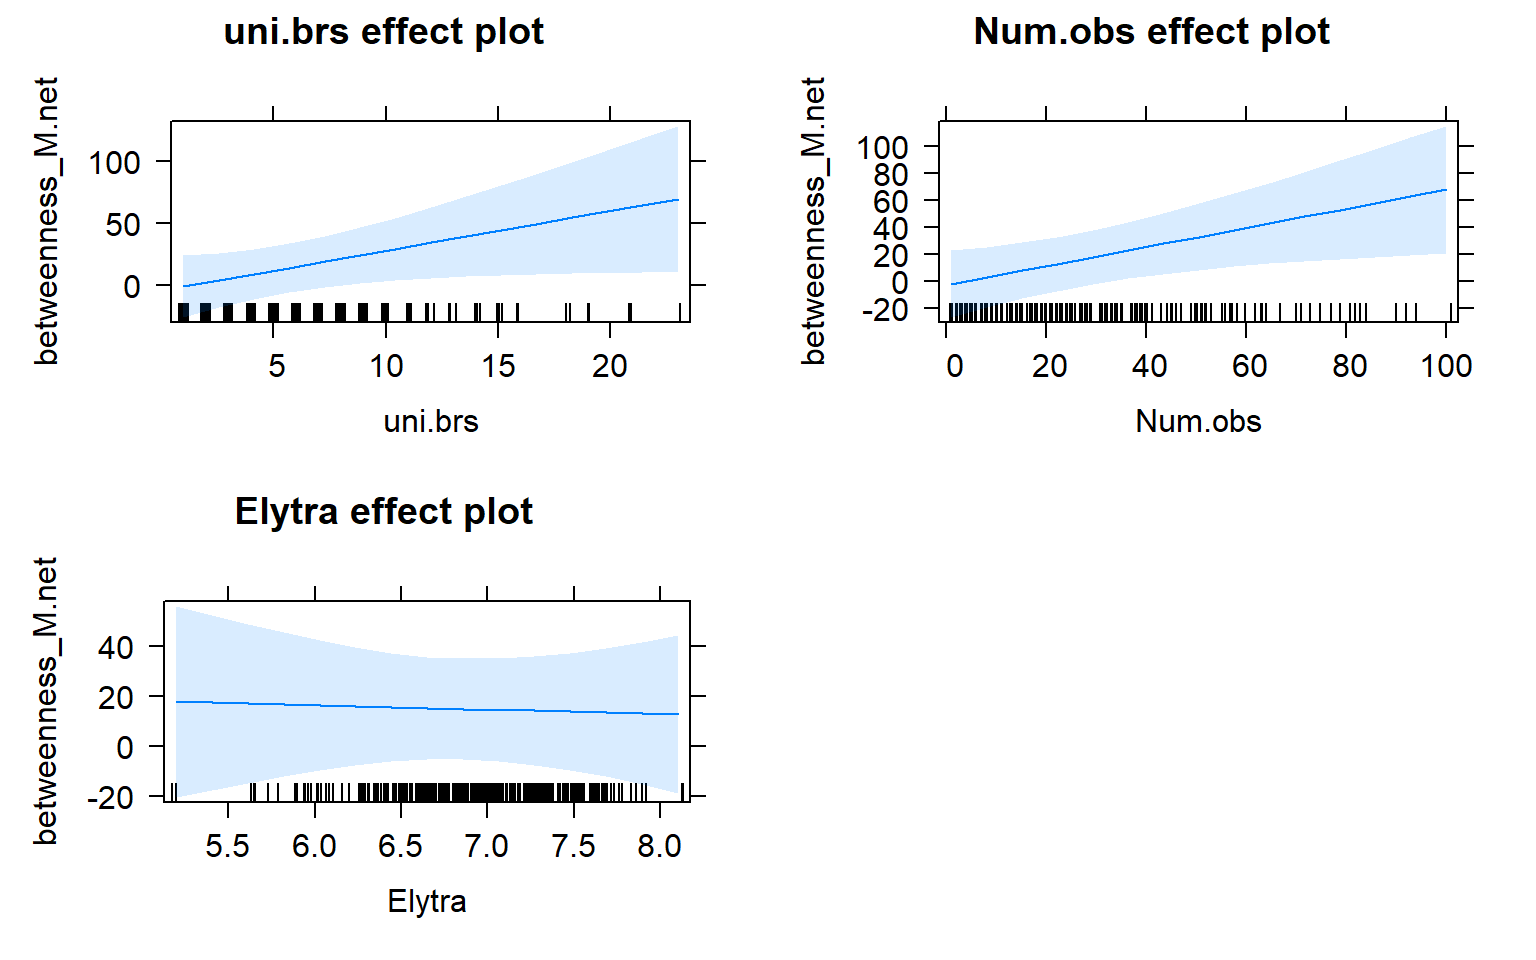 uni.brs effect plot
betweenness_M.net
100
50
0
5 10 15 20
uni.brs
Num.obs effect plot
betweenness_M.net
100
80
60
40
20
0
-20
0 20 40 60 80 100
Num.obs
Elytra effect plot
betweenness_M.net
40
20
0
-20
5.5 6.0 6.5 7.0 7.5 8.0
Elytra